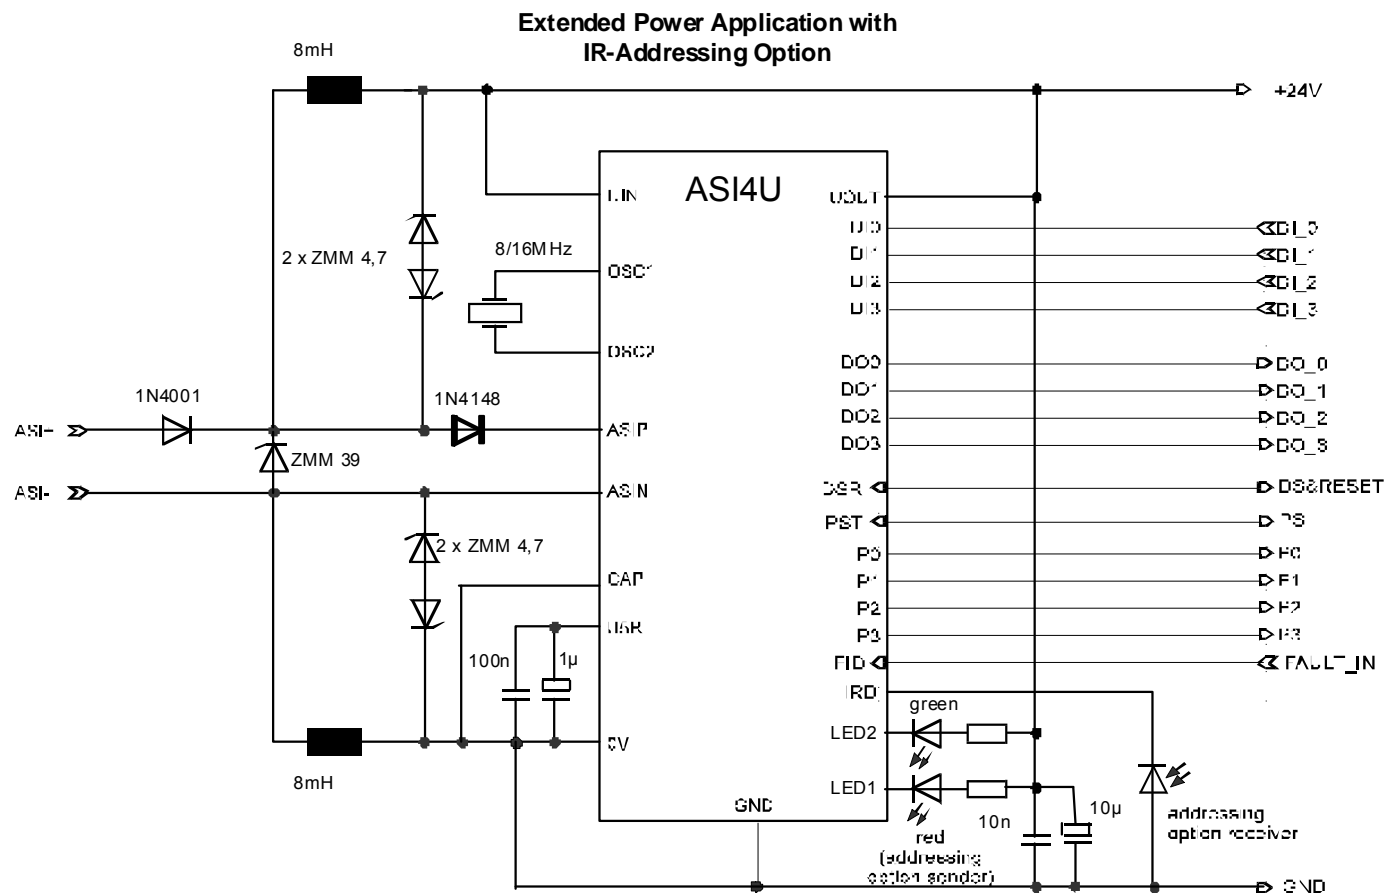 Extended Power Application with
IR-Addressing Option
8mH
+24V
ASI4U
UOUT
2 x ZMM 4,7
8/16MHz
OSC1
OSC2
DI1
DI2
DI3
DI_1
DI_2
DI_3
DO0
DO1
DO2
DO3
DO_0
DO_1
DO_2
DO_3
1N4001
1N4148
ASIP
ZMM 39
ASI-
ASIN
DSR
DS&RESET
PST
2 x ZMM 4,7
CAP
P0
P1
P2
P3
P0
P1
P2
P3
100n
1µ
FID
FAULT_IN
IRD
green
LED2
0V
8mH
LED1
GND
10n
10µ
red
(addressing
option sender)
addressing
option receiver
GND